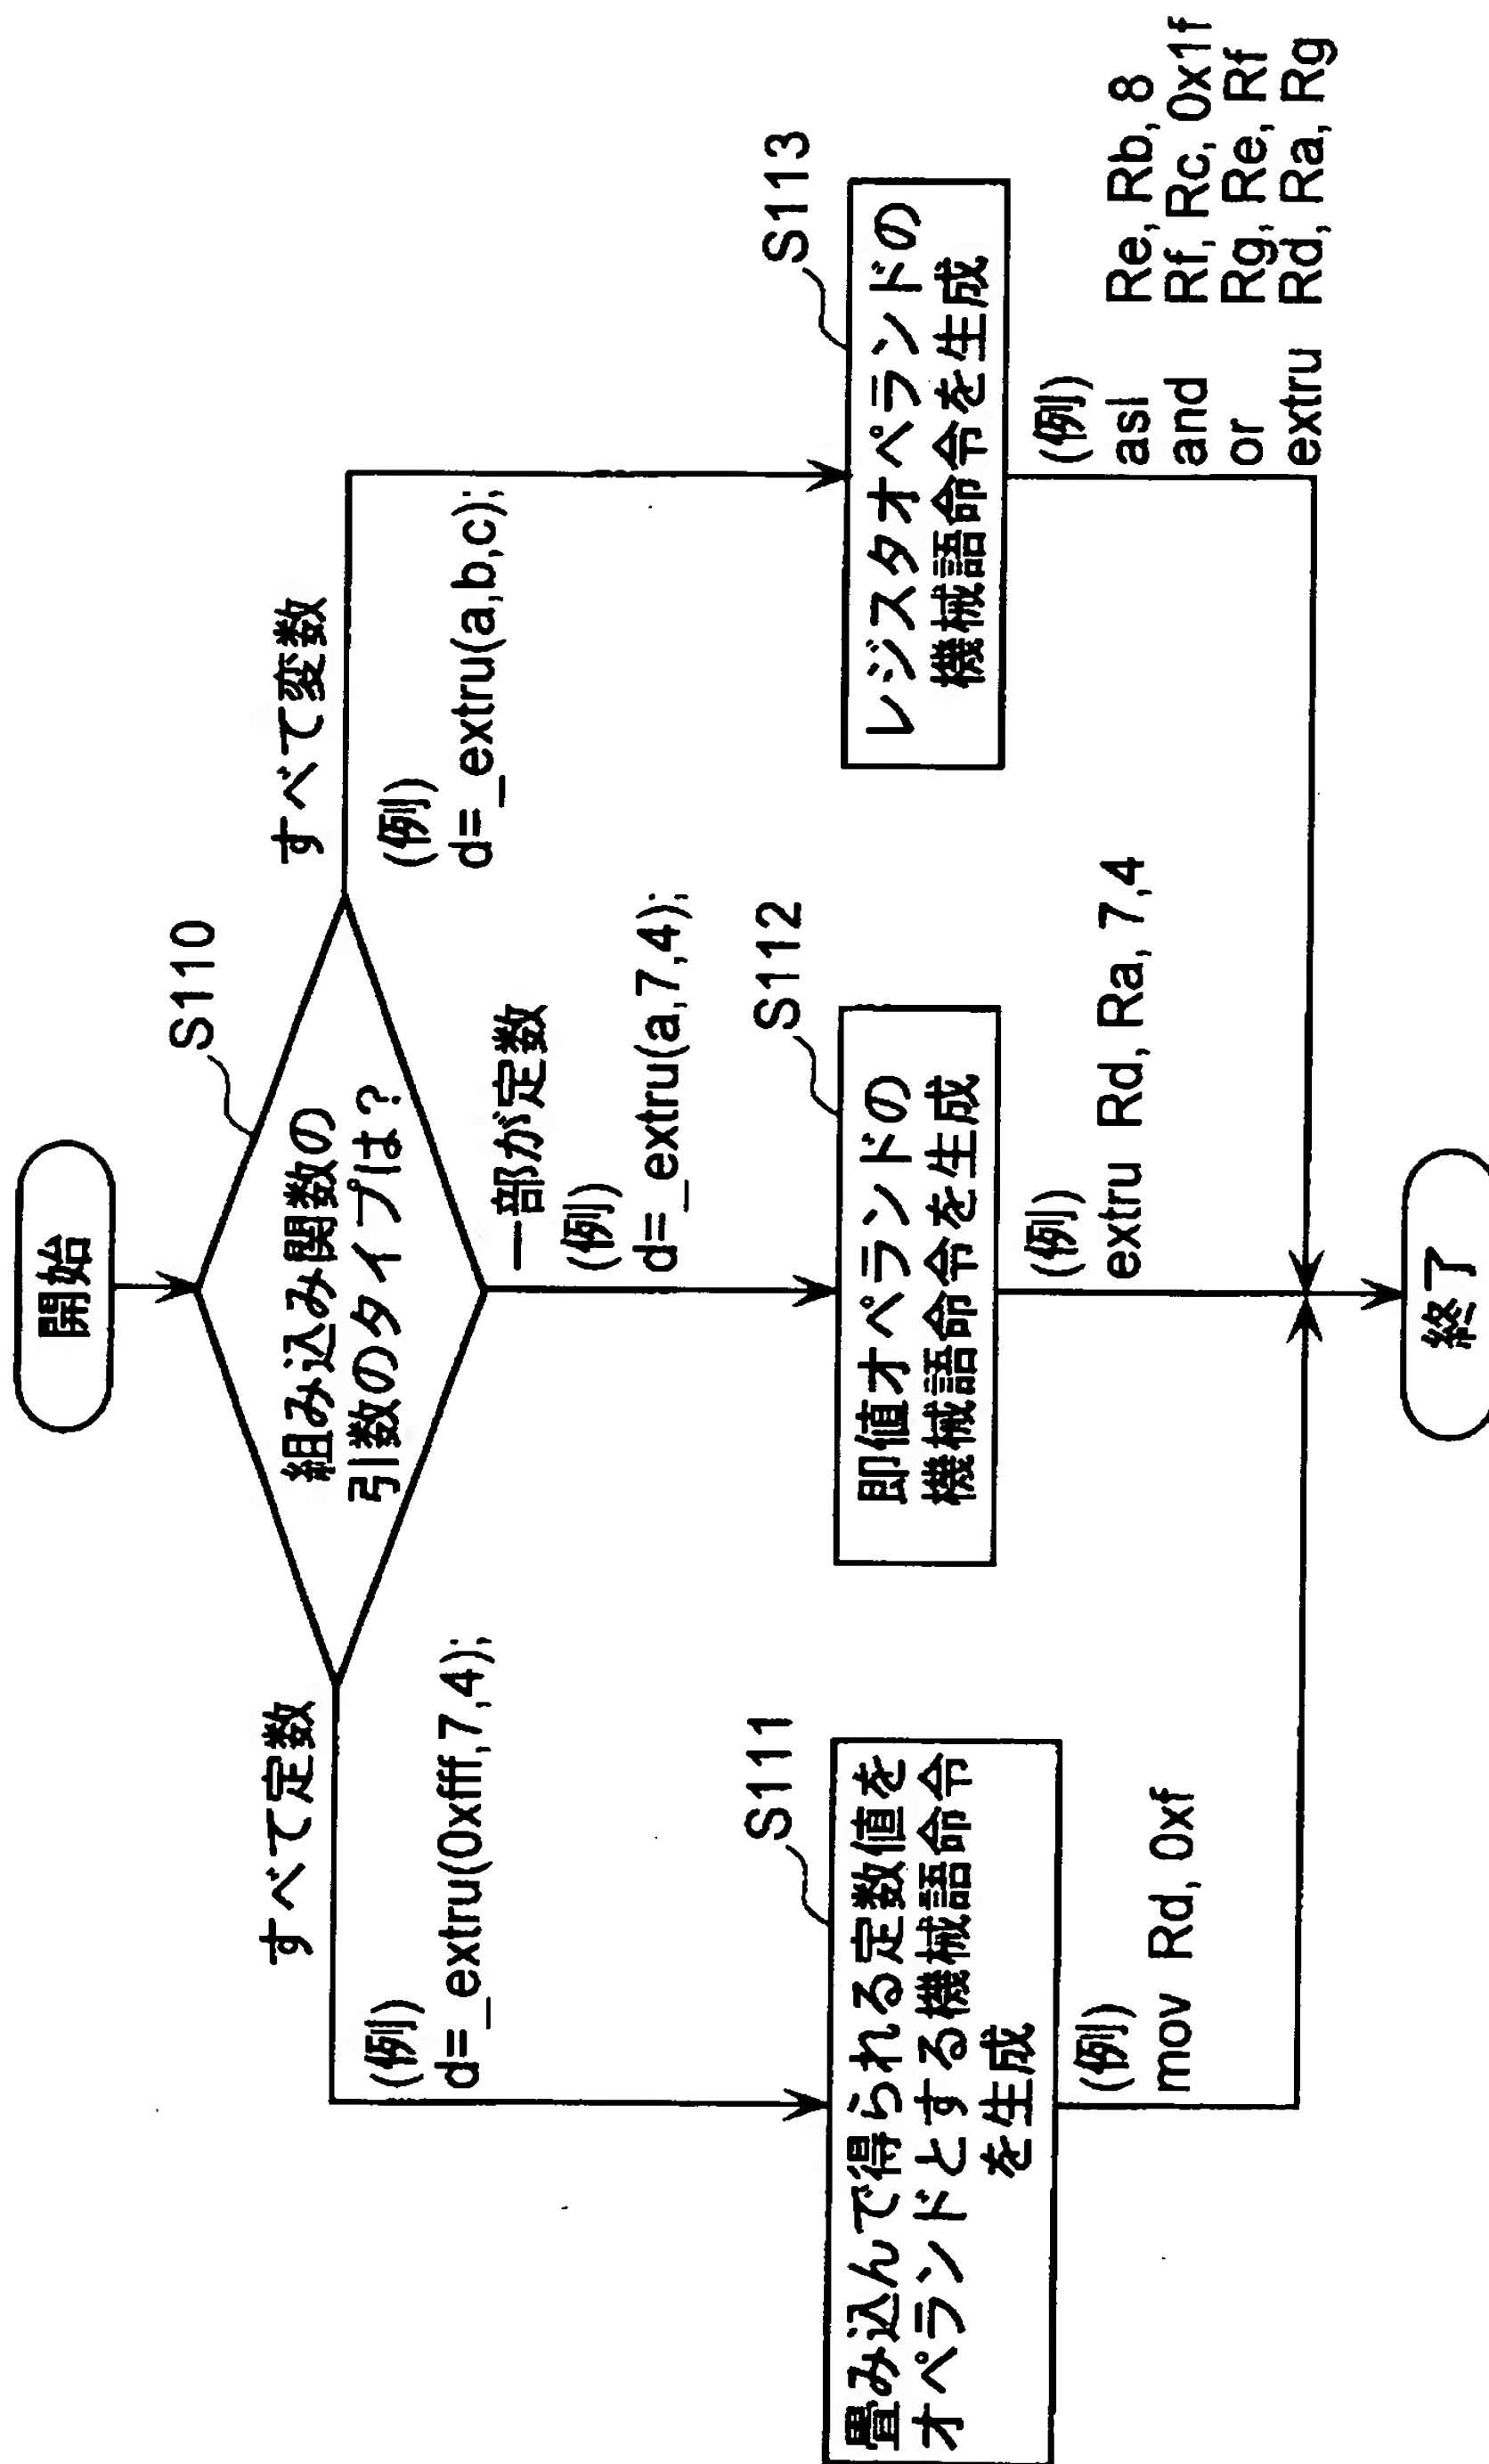 開始
S110
組み込み関数の
引数のタイプは?
すべて定数
(例)
d=_extru(0xfff,7,4);
一部が定数
(例)
d=_extru(a,7,4);
すべて変数
(例)
d=_extru(a,b,c);
S111
畳み込んで得られる定数値を
オペランドとする機械語命令
を生成
(例)
mov Rd, 0xf
S112
即値オペランドの
機械語命令を生成
(例)
extru Rd, Ra, 7,4
S113
レジスタオペランドの
機械語命令を生成
(例)
asl Re, Rb, 8
and Rf, Rc, 0x1f
or Rg, Re, Rf
extru Rd, Ra, Rg
終了